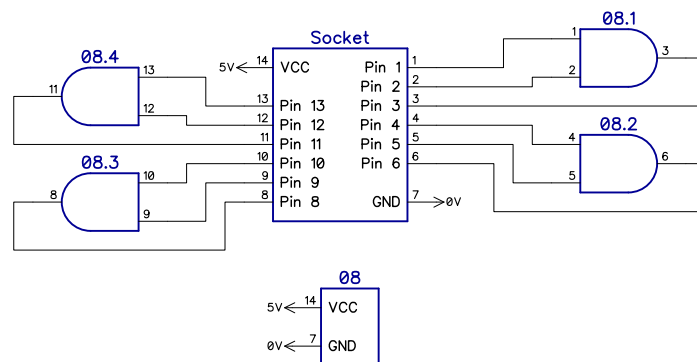 08.1
Socket
08.4
5V 14 VCC Pin 1 1 1 3
13 Pin 2 2 2
11 13 Pin 13 Pin 3 3
12 12 Pin 12 Pin 4 4 08.2
11 Pin 11 Pin 5 5 4
08.3 10 Pin 10 Pin 6 6 6
10 9 Pin 9 5
8 8 Pin 8 GND 7 0V
9
08
5V 14 VCC
0V 7 GND